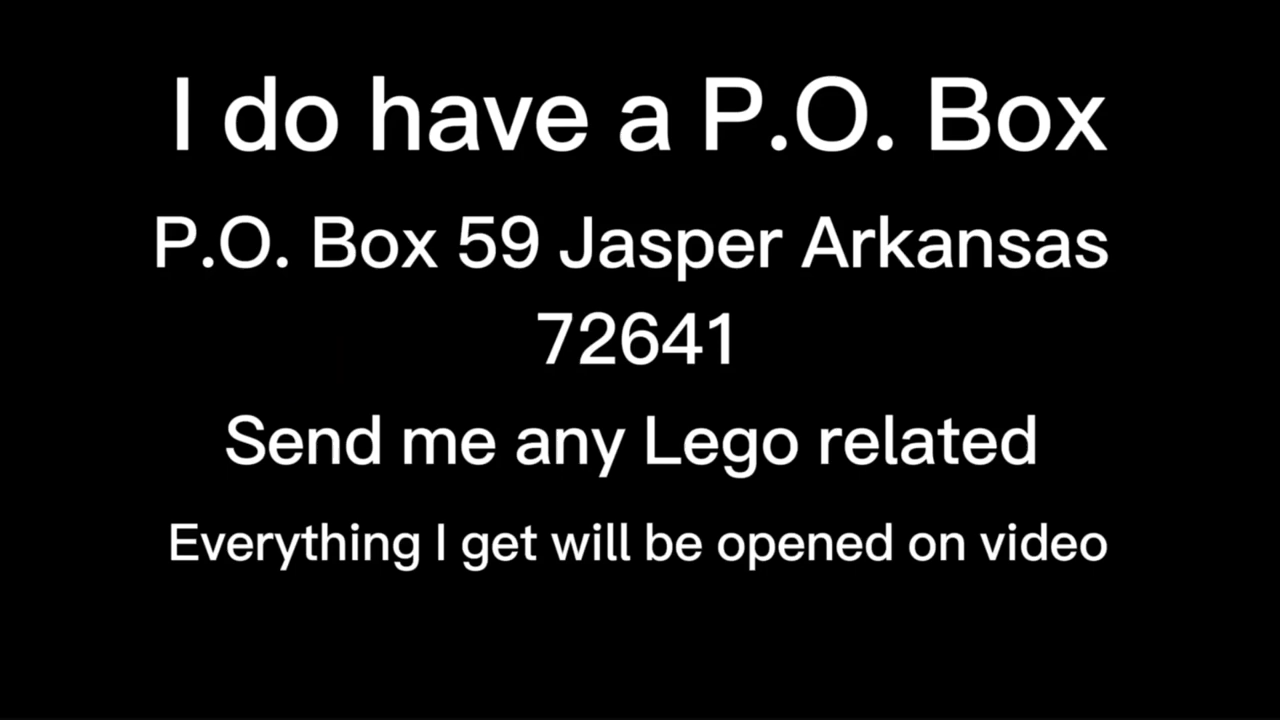 I do have a P.O. Box
P.O. Box 59 Jasper Arkansas
72641
Send me any Lego related
Everything I get will be opened on video